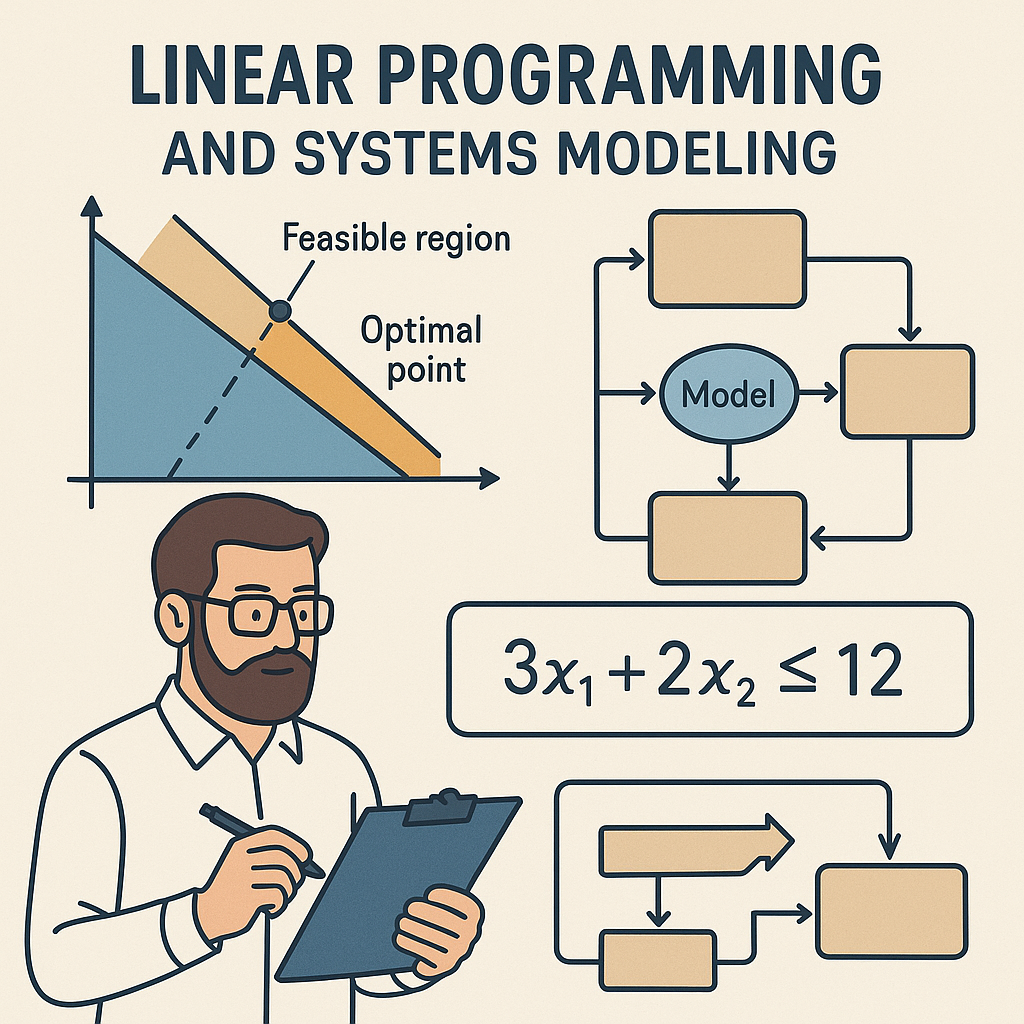 LINEAR PROGRAMMING
AND SYSTEMS MODELING
Feasible region
Optimal
point
Model
3x₁ + 2x₂ ≤ 12